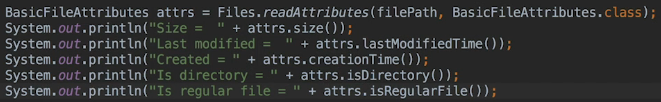 BasicFileAttributes attrs = Files.readAttributes(filePath, BasicFileAttributes.class);
System.out.println("Size =  " + attrs.size());
System.out.println("Last modified =  " + attrs.lastModifiedTime());
System.out.println("Created = " + attrs.creationTime());
System.out.println("Is directory = " + attrs.isDirectory());
System.out.println("Is regular file = " + attrs.isRegularFile());